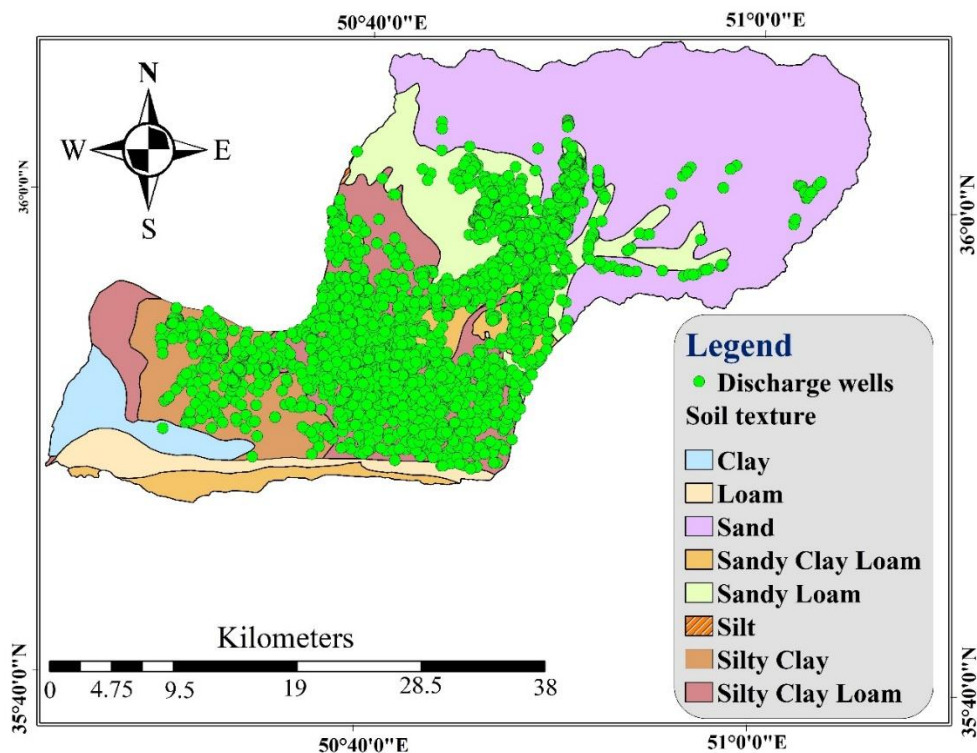 50°40'0"E
51°0'0"E
N
W
E
S
36°0'0"N
36°0'0"N
Legend
Discharge wells
Soil texture
Clay
Loam
Sand
Sandy Clay Loam
Sandy Loam
Silt
Silty Clay
Silty Clay Loam
Kilometers
0 4.75 9.5 19 28.5 38
35°40'0"N
35°40'0"N
50°40'0"E
51°0'0"E